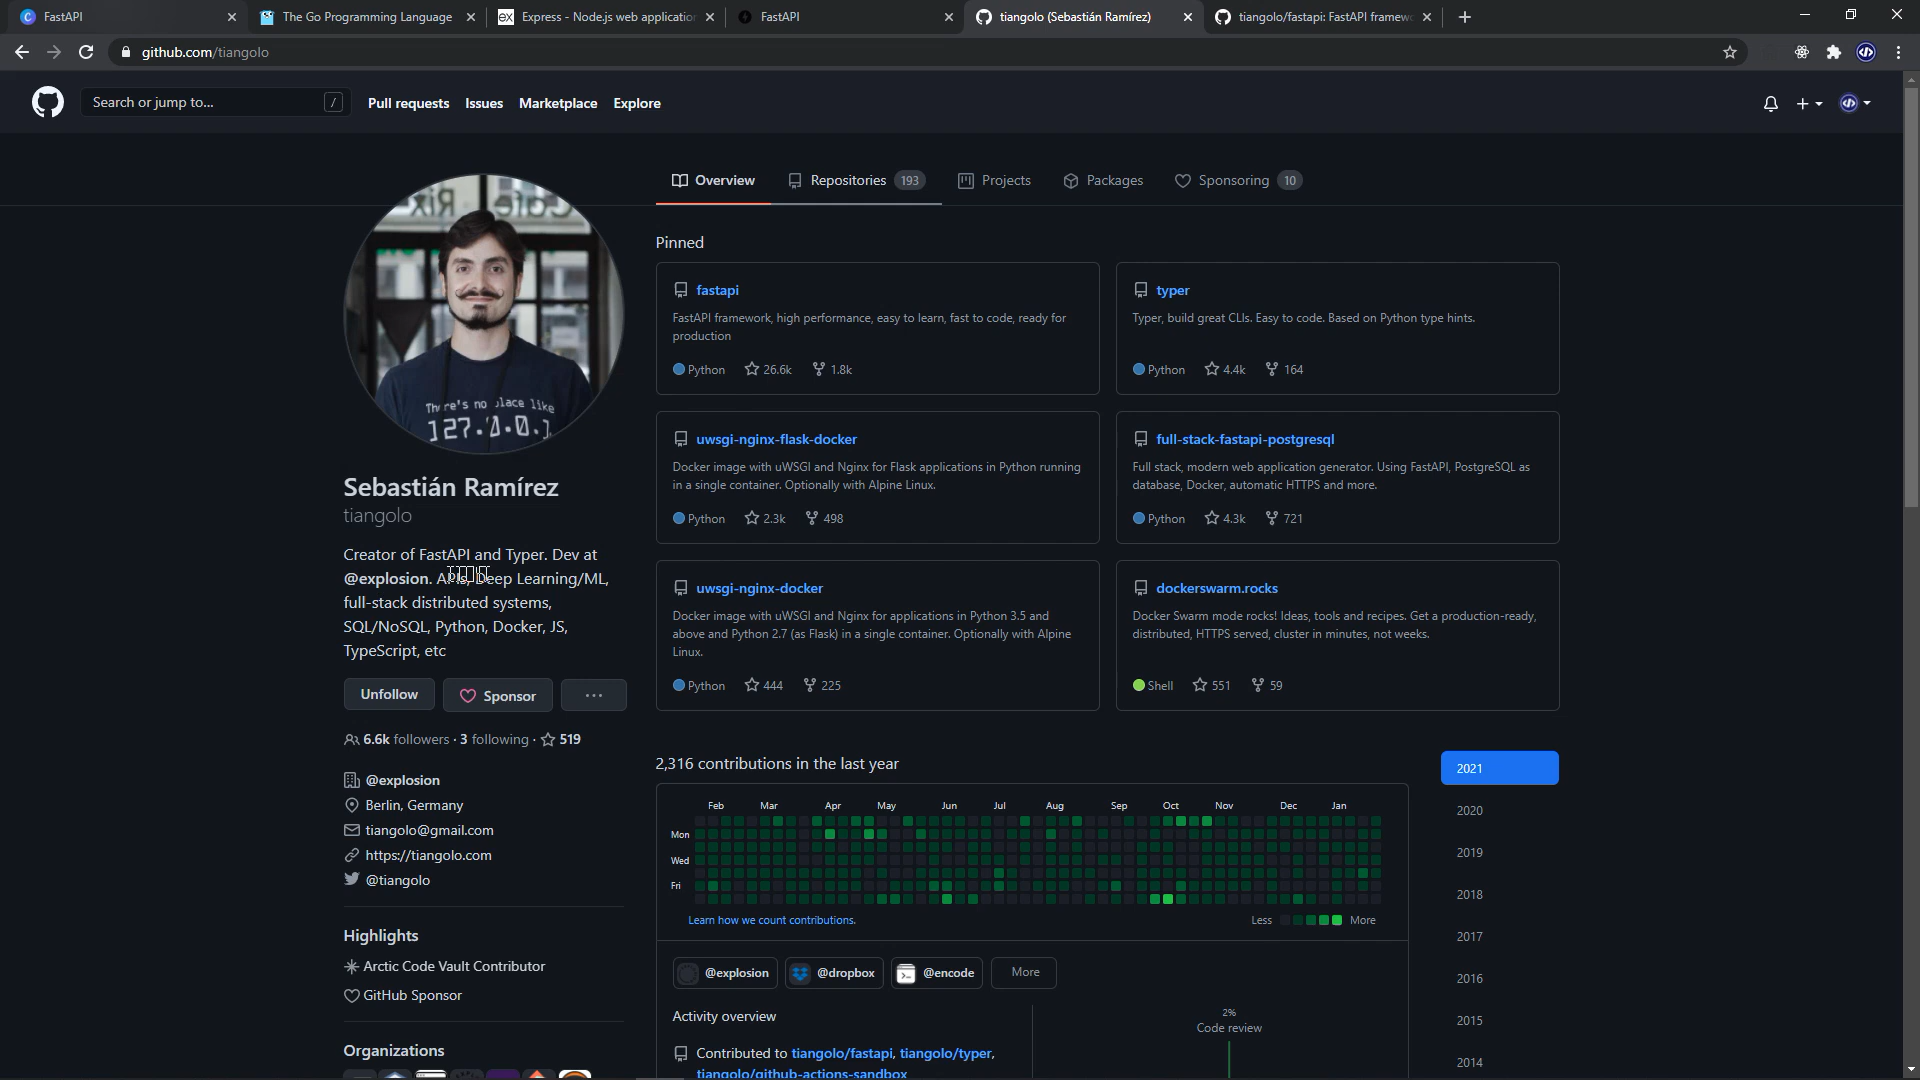 FastAPI
The Go Programming Language
Express - Node.js web application
FastAPI
tiangolo (Sebastián Ramírez)
tiangolo/fastapi: FastAPI framew
github.com/tiangolo
Search or jump to...
/
Pull requests
Issues
Marketplace
Explore
Overview
Repositories 193
Projects
Packages
Sponsoring 10
There's no place like
127.0.0.1
Sebastián Ramírez
tiangolo
Creator of FastAPI and Typer. Dev at
@explosion. APIs, Deep Learning/ML,
full-stack distributed systems,
SQL/NoSQL, Python, Docker, JS,
TypeScript, etc
Unfollow
Sponsor
...
6.6k followers · 3 following · 519
@explosion
Berlin, Germany
tiangolo@gmail.com
https://tiangolo.com
@tiangolo
Highlights
Arctic Code Vault Contributor
GitHub Sponsor
Organizations
Pinned
fastapi
FastAPI framework, high performance, easy to learn, fast to code, ready for
production
Python 26.6k 1.8k
typer
Typer, build great CLIs. Easy to code. Based on Python type hints.
Python 4.4k 164
uwsgi-nginx-flask-docker
Docker image with uWSGI and Nginx for Flask applications in Python running
in a single container. Optionally with Alpine Linux.
Python 2.3k 498
full-stack-fastapi-postgresql
Full stack, modern web application generator. Using FastAPI, PostgreSQL as
database, Docker, automatic HTTPS and more.
Python 4.3k 721
uwsgi-nginx-docker
Docker image with uWSGI and Nginx for applications in Python 3.5 and
above and Python 2.7 (as Flask) in a single container. Optionally with Alpine
Linux.
Python 444 225
dockerswarm.rocks
Docker Swarm mode rocks! Ideas, tools and recipes. Get a production-ready,
distributed, HTTPS served, cluster in minutes, not weeks.
Shell 551 59
2,316 contributions in the last year
Feb Mar Apr May Jun Jul Aug Sep Oct Nov Dec Jan
Mon
Wed
Fri
Learn how we count contributions.
Less
More
@explosion
@dropbox
@encode
More
Activity overview
Contributed to tiangolo/fastapi, tiangolo/typer,
tiangolo/github-actions-sandbox
2%
Code review
2021
2020
2019
2018
2017
2016
2015
2014